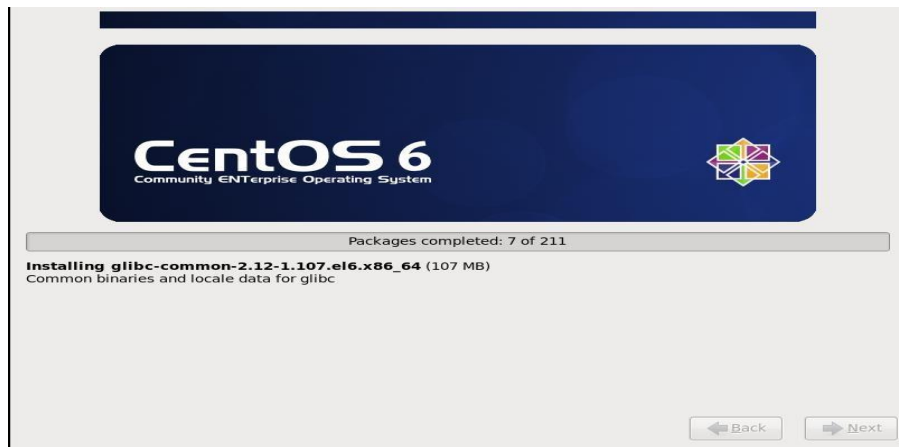 CentOS 6
Community ENTerprise Operating System
Packages completed: 7 of 211
Installing glibc-common-2.12-1.107.el6.x86_64 (107 MB)
Common binaries and locale data for glibc
Back Next